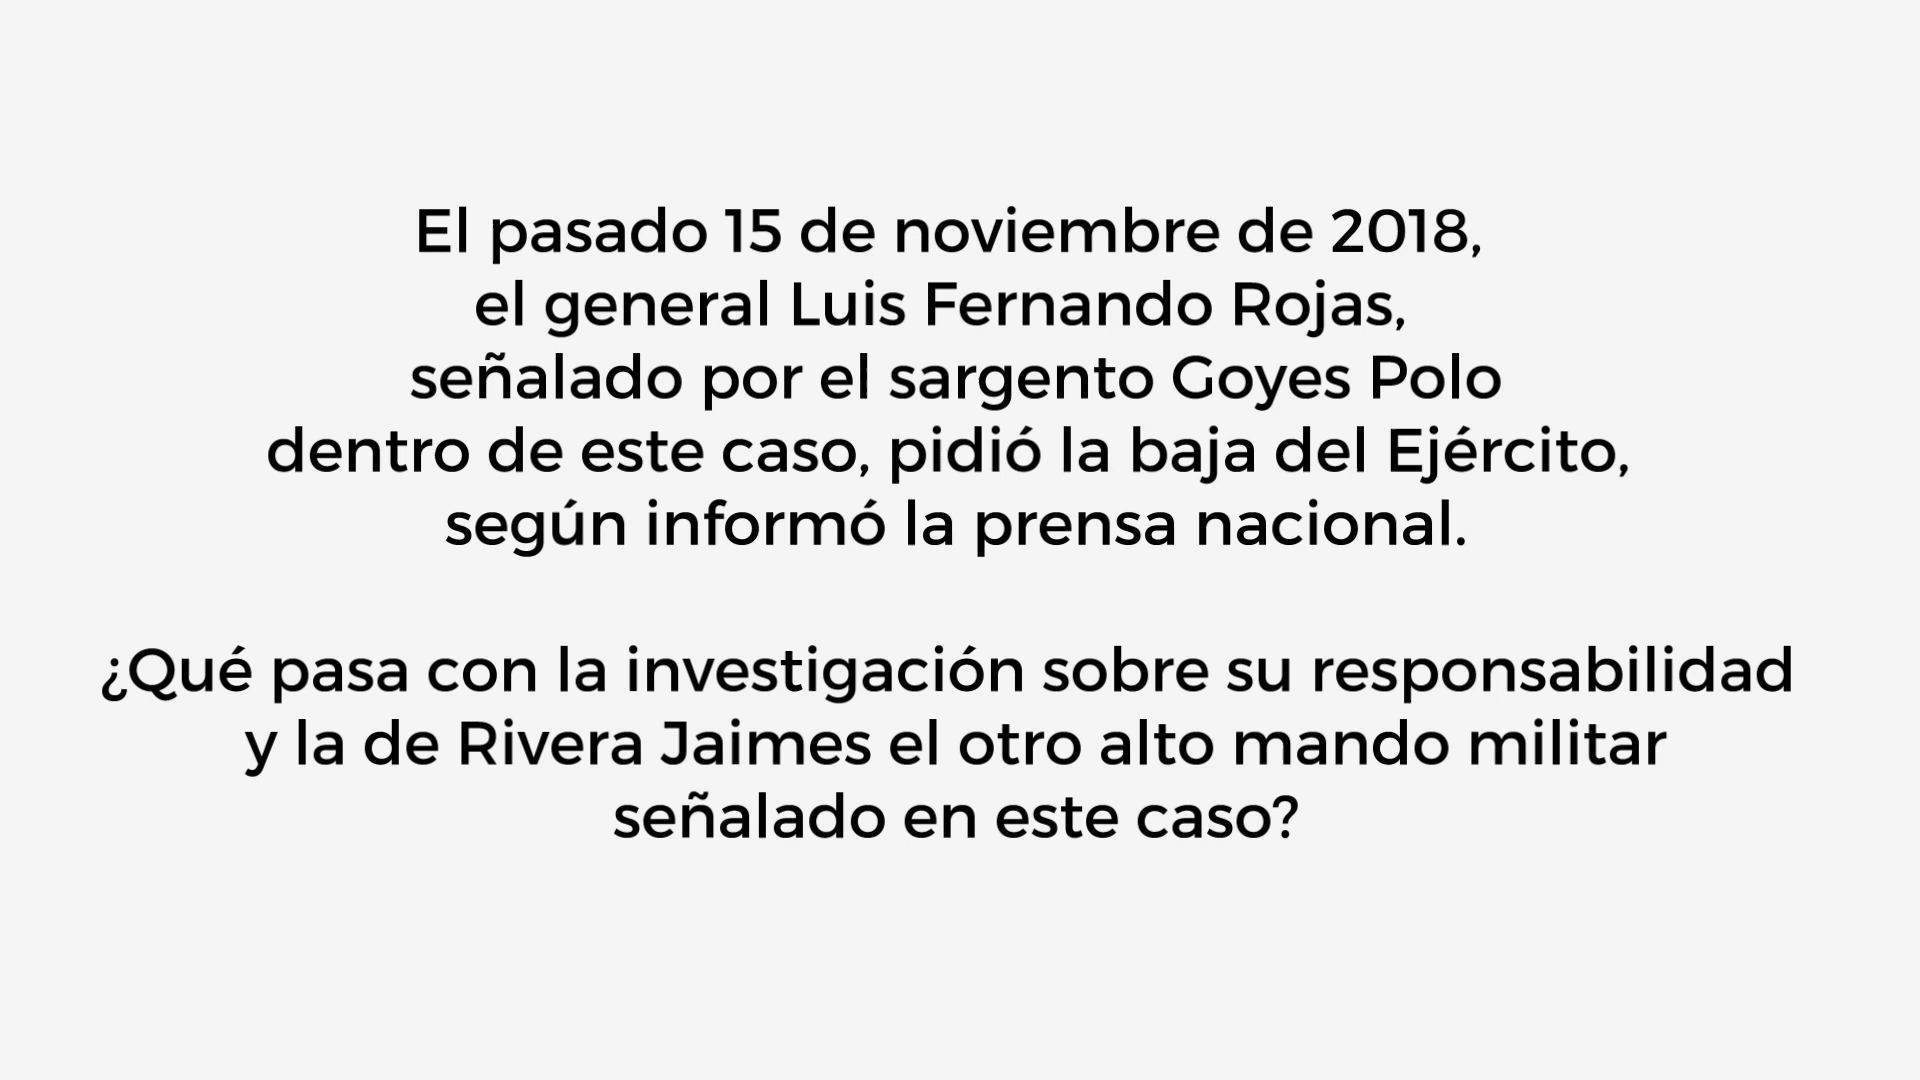 El pasado 15 de noviembre de 2018,
el general Luis Fernando Rojas,
señalado por el sargento Goyes Polo
dentro de este caso, pidió la baja del Ejército,
según informó la prensa nacional.
¿Qué pasa con la investigación sobre su responsabilidad
y la de Rivera Jaimes el otro alto mando militar
señalado en este caso?